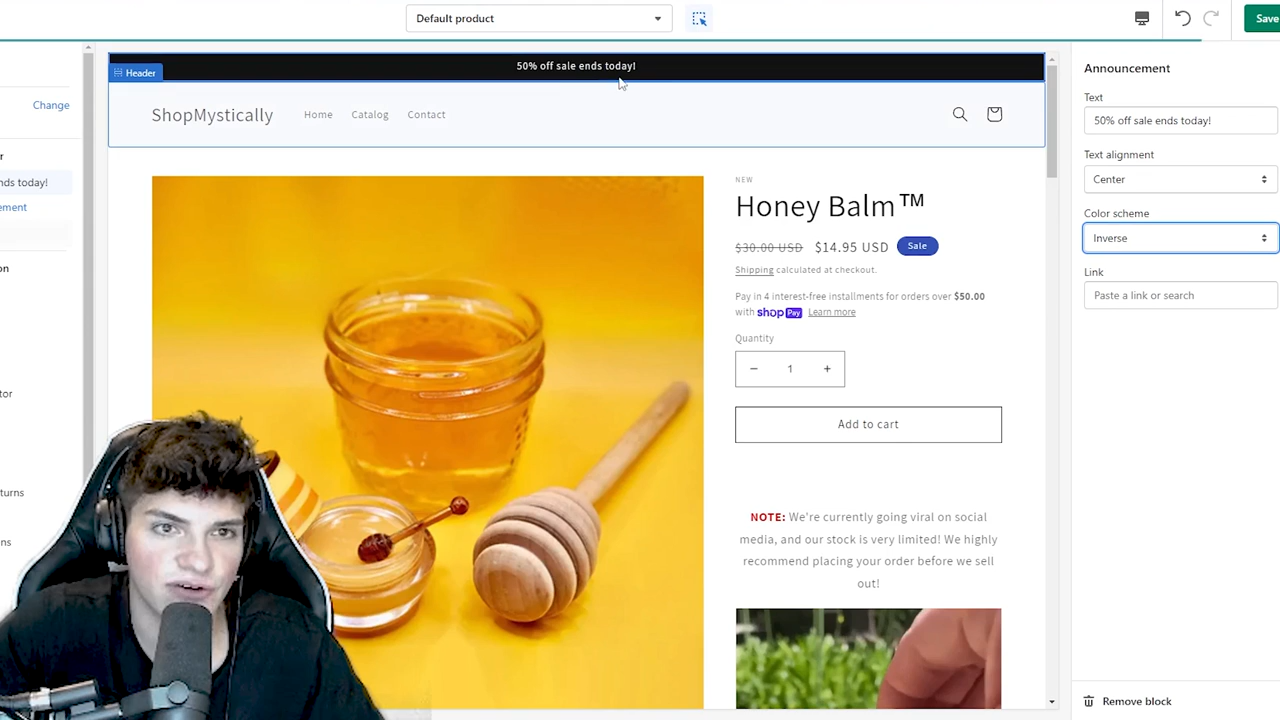 Default product
Save
50% off sale ends today!
Header
ShopMystically
Home
Catalog
Contact
Change
r
ends today!
ement
on
tor
turns
ns
NEW
Honey Balm™
$30.00 USD $14.95 USD Sale
Shipping calculated at checkout.
Pay in 4 interest-free installments for orders over $50.00
with shop Pay Learn more
Quantity
− 1 +
Add to cart
NOTE: We're currently going viral on social
media, and our stock is very limited! We highly
recommend placing your order before we sell
out!
Announcement
Text
50% off sale ends today!
Text alignment
Center
Color scheme
Inverse
Link
Paste a link or search
Remove block